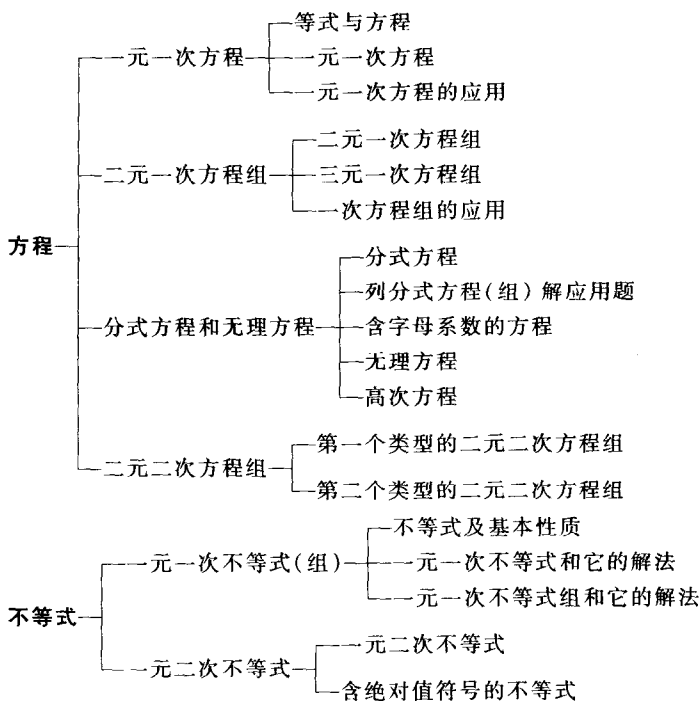 方程
一元一次方程
等式与方程
一元一次方程
一元一次方程的应用
二元一次方程组
二元一次方程组
三元一次方程组
一次方程组的应用
分式方程和无理方程
分式方程
列分式方程(组)解应用题
含字母系数的方程
无理方程
高次方程
二元二次方程组
第一个类型的二元二次方程组
第二个类型的二元二次方程组
不等式
一元一次不等式(组)
不等式及基本性质
一元一次不等式和它的解法
一元一次不等式组和它的解法
一元二次不等式
一元二次不等式
含绝对值符号的不等式